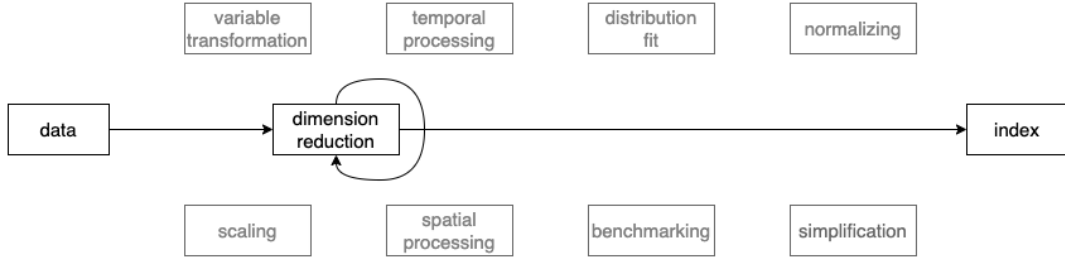 variable
transformation
temporal
processing
distribution
fit
normalizing
data
dimension
reduction
index
scaling
spatial
processing
benchmarking
simplification